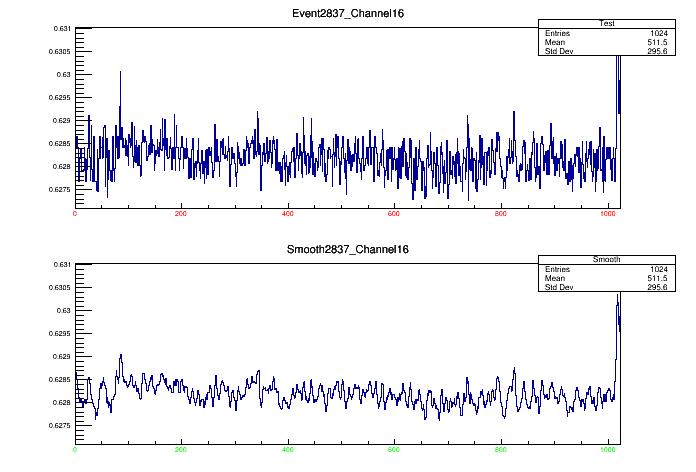 Event2837_Channel16
Test
Entries 1024
Mean 511.5
Std Dev 295.6
0.631
0.6305
0.63
0.6295
0.629
0.6285
0.628
0.6275
0 200 400 600 800 1000
Smooth2837_Channel16
Smooth
Entries 1024
Mean 511.5
Std Dev 295.6
0.631
0.6305
0.63
0.6295
0.629
0.6285
0.628
0.6275
0 200 400 600 800 1000